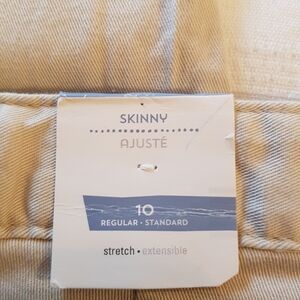 SKINNY
AJUSTÉ
10
REGULAR - STANDARD
stretch • extensible